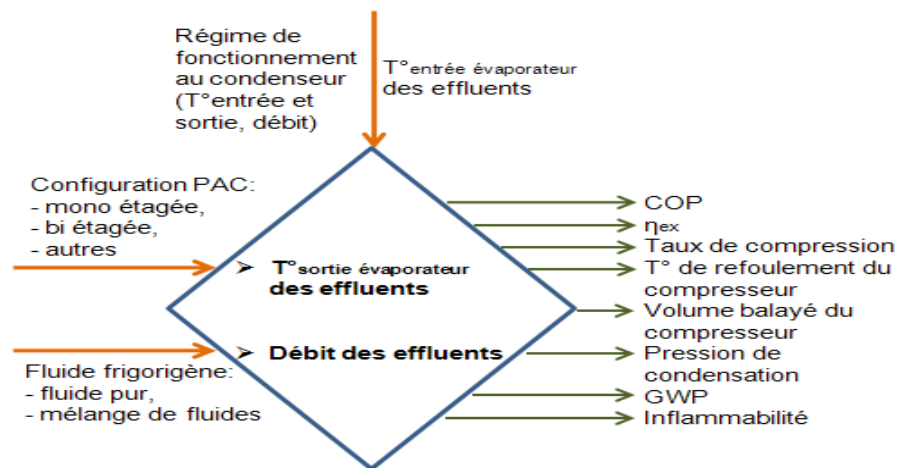 Régime de
fonctionnement
au condenseur
(T°entrée et
sortie, débit)
T°entrée évaporateur
des effluents
Configuration PAC:
- mono étagée,
- bi étagée,
- autres
➢ T°sortie évaporateur
des effluents
➢ Débit des effluents
Fluide frigorigène:
- fluide pur,
- mélange de fluides
COP
ηex
Taux de compression
T° de refoulement du
compresseur
Volume balayé du
compresseur
Pression de
condensation
GWP
Inflammabilité